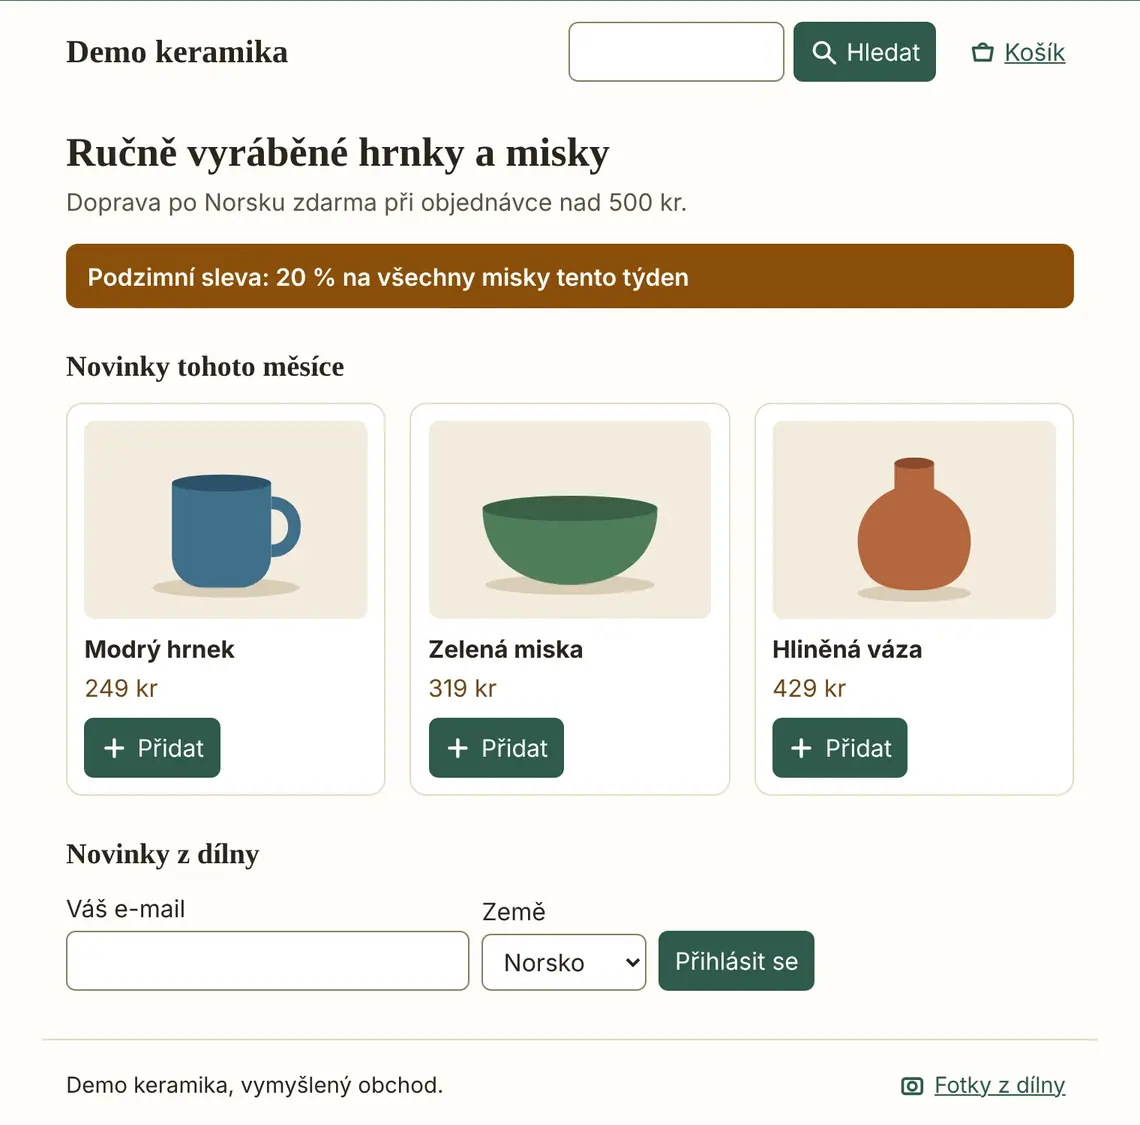 Demo keramika
Hledat
Košík
Ručně vyráběné hrnky a misky
Doprava po Norsku zdarma při objednávce nad 500 kr.
Podzimní sleva: 20 % na všechny misky tento týden
Novinky tohoto měsíce
Modrý hrnek
249 kr
Přidat
Zelená miska
319 kr
Přidat
Hliněná váza
429 kr
Přidat
Novinky z dílny
Váš e-mail
Země
Norsko
Přihlásit se
Demo keramika, vymyšlený obchod.
Fotky z dílny